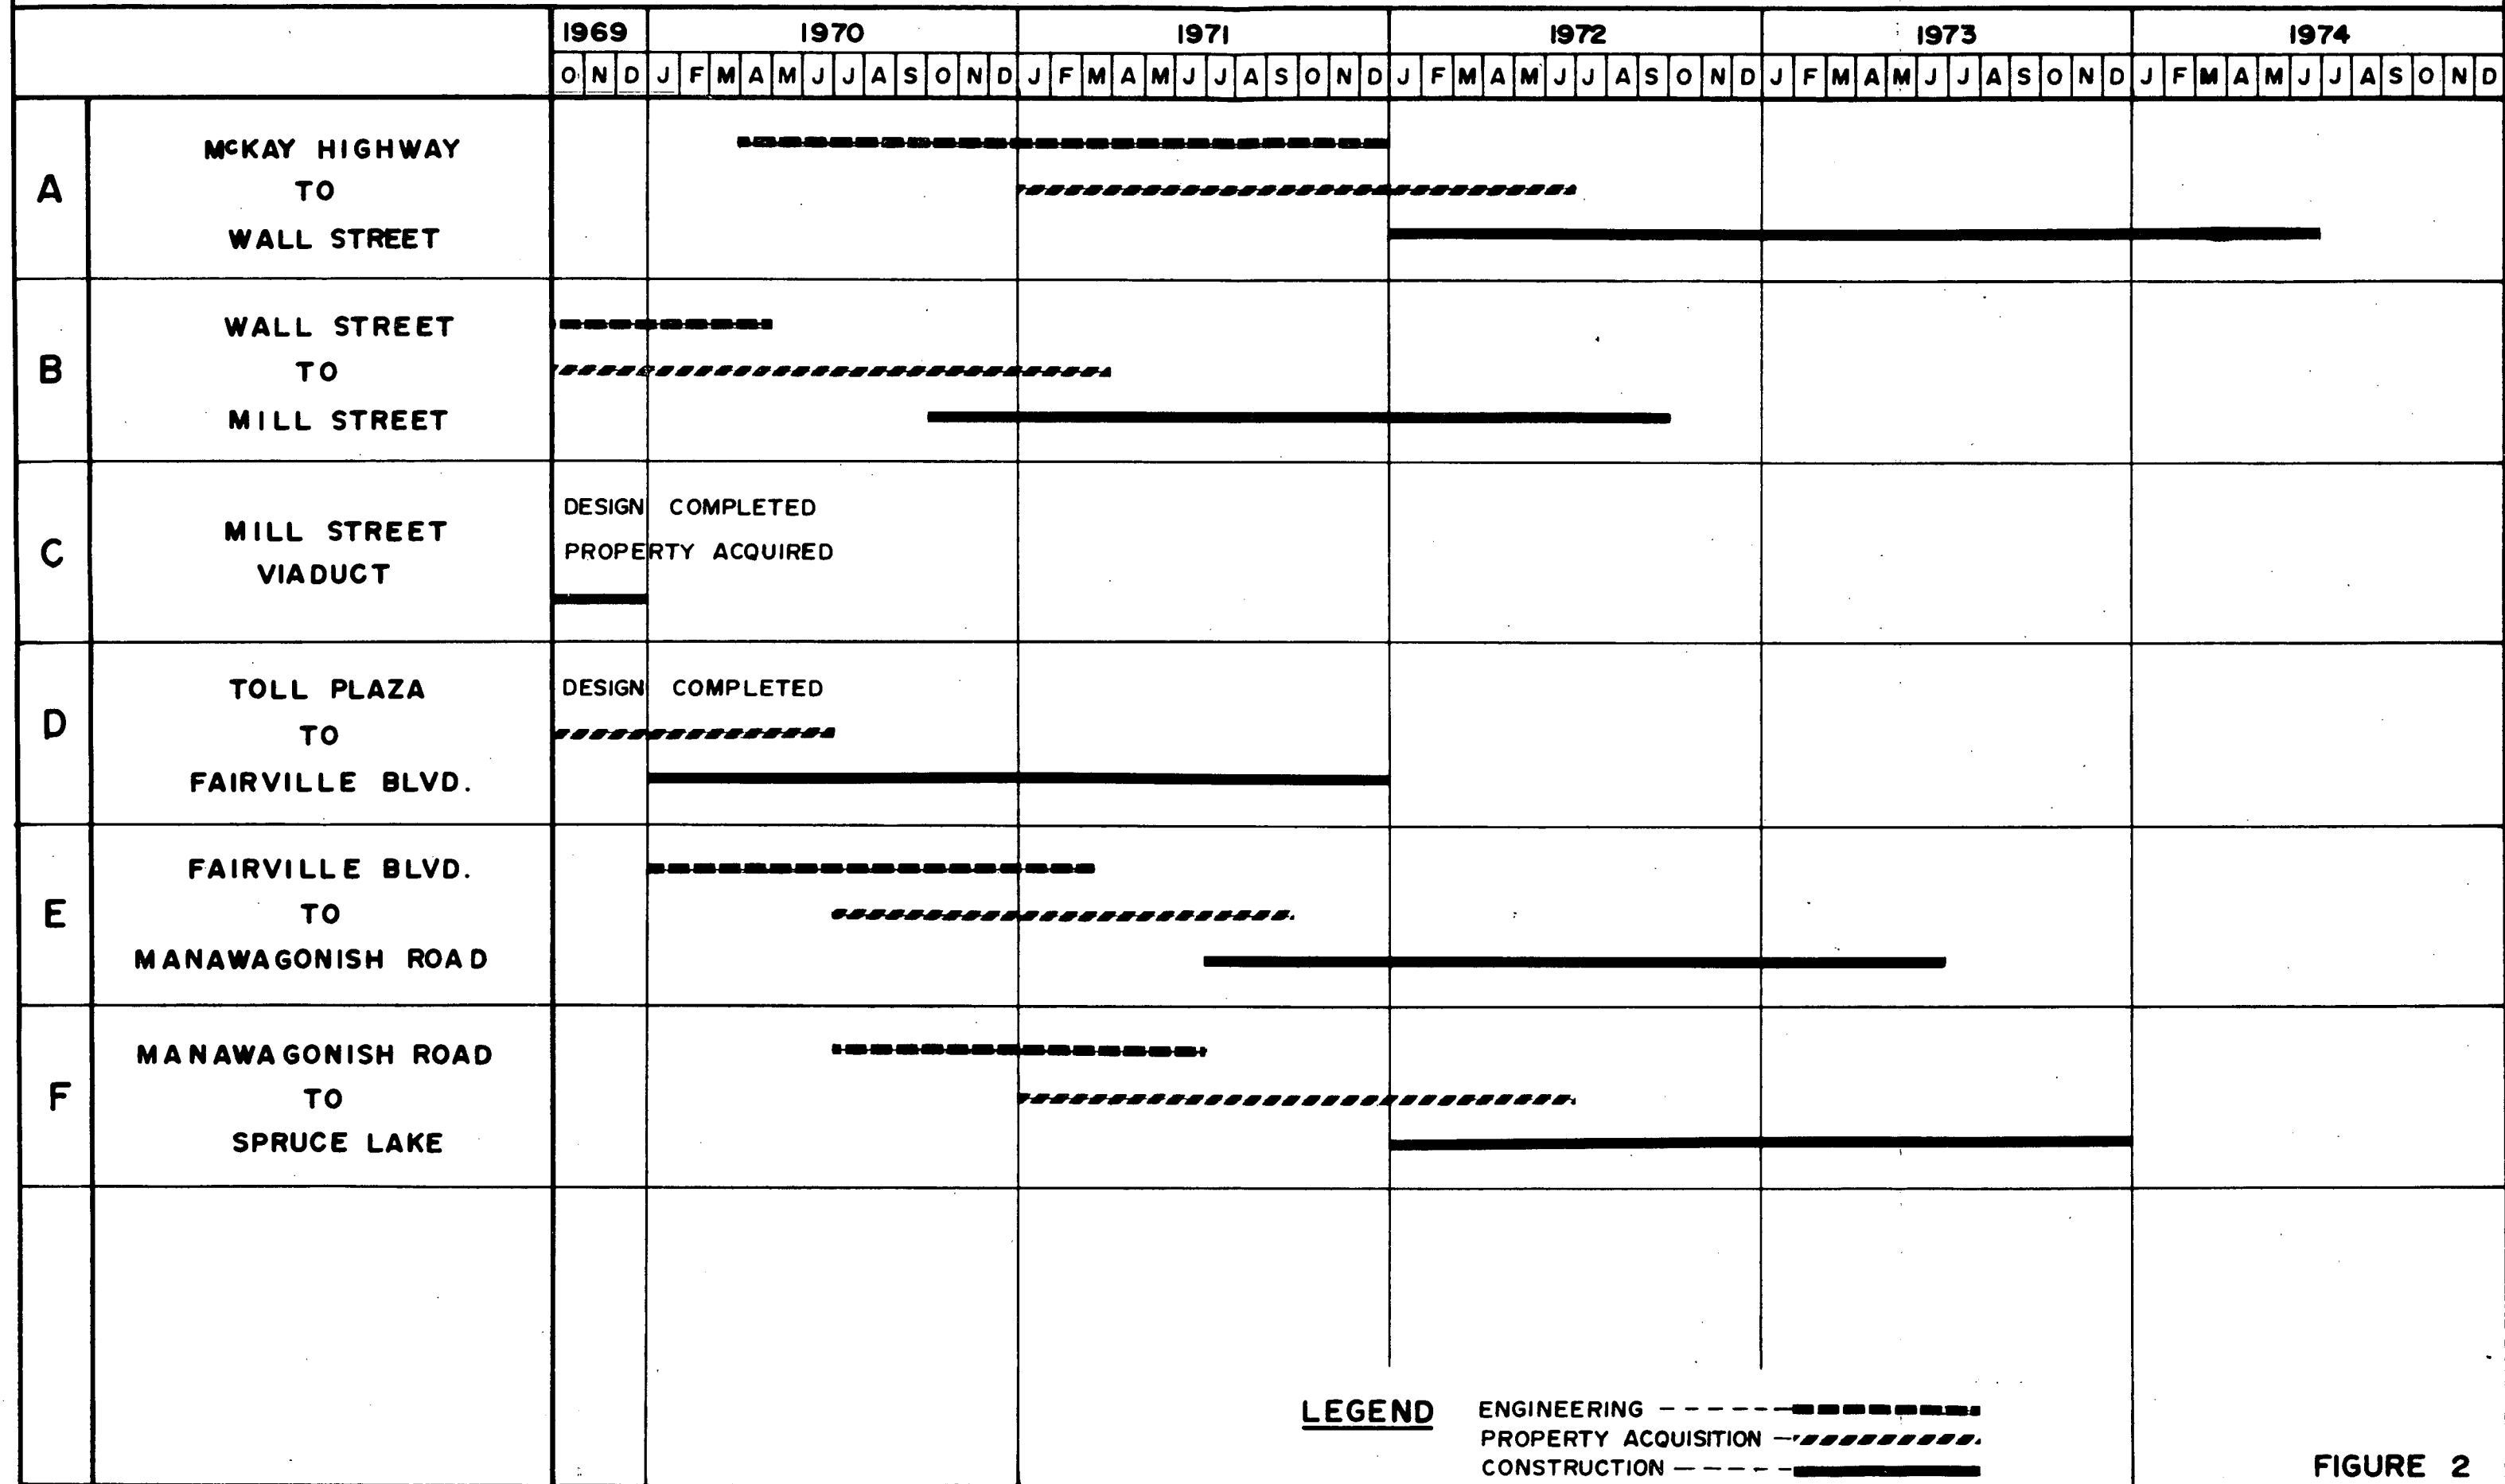 1969 1970 1971 1972 1973 1974
O N D J F M A M J J A S O N D J F M A M J J A S O N D J F M A M J J A S O N D J F M A M J J A S O N D J F M A M J J A S O N D
A
McKAY HIGHWAY
TO
WALL STREET
B
WALL STREET
TO
MILL STREET
C
MILL STREET
VIADUCT
DESIGN COMPLETED
PROPERTY ACQUIRED
D
TOLL PLAZA
TO
FAIRVILLE BLVD.
DESIGN COMPLETED
E
FAIRVILLE BLVD.
TO
MANAWAGONISH ROAD
F
MANAWAGONISH ROAD
TO
SPRUCE LAKE
LEGEND
ENGINEERING
PROPERTY ACQUISITION
CONSTRUCTION
FIGURE 2